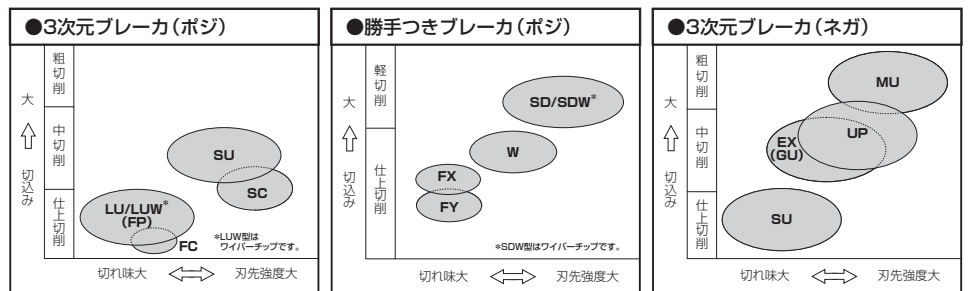 ●3次元ブレーカ(ポジ)
粗切削
中切削
仕上切削
大
切込み
SU
SC
LU/LUW*
(FP)
FC
*LUW型は
ワイパーチップです。
切れ味大
刃先強度大
●勝手つきブレーカ(ポジ)
軽切削
仕上切削
大
切込み
SD/SDW*
W
FX
FY
*SDW型はワイパーチップです。
切れ味大
刃先強度大
●3次元ブレーカ(ネガ)
粗切削
中切削
仕上切削
大
切込み
MU
UP
EX
(GU)
SU
切れ味大
刃先強度大